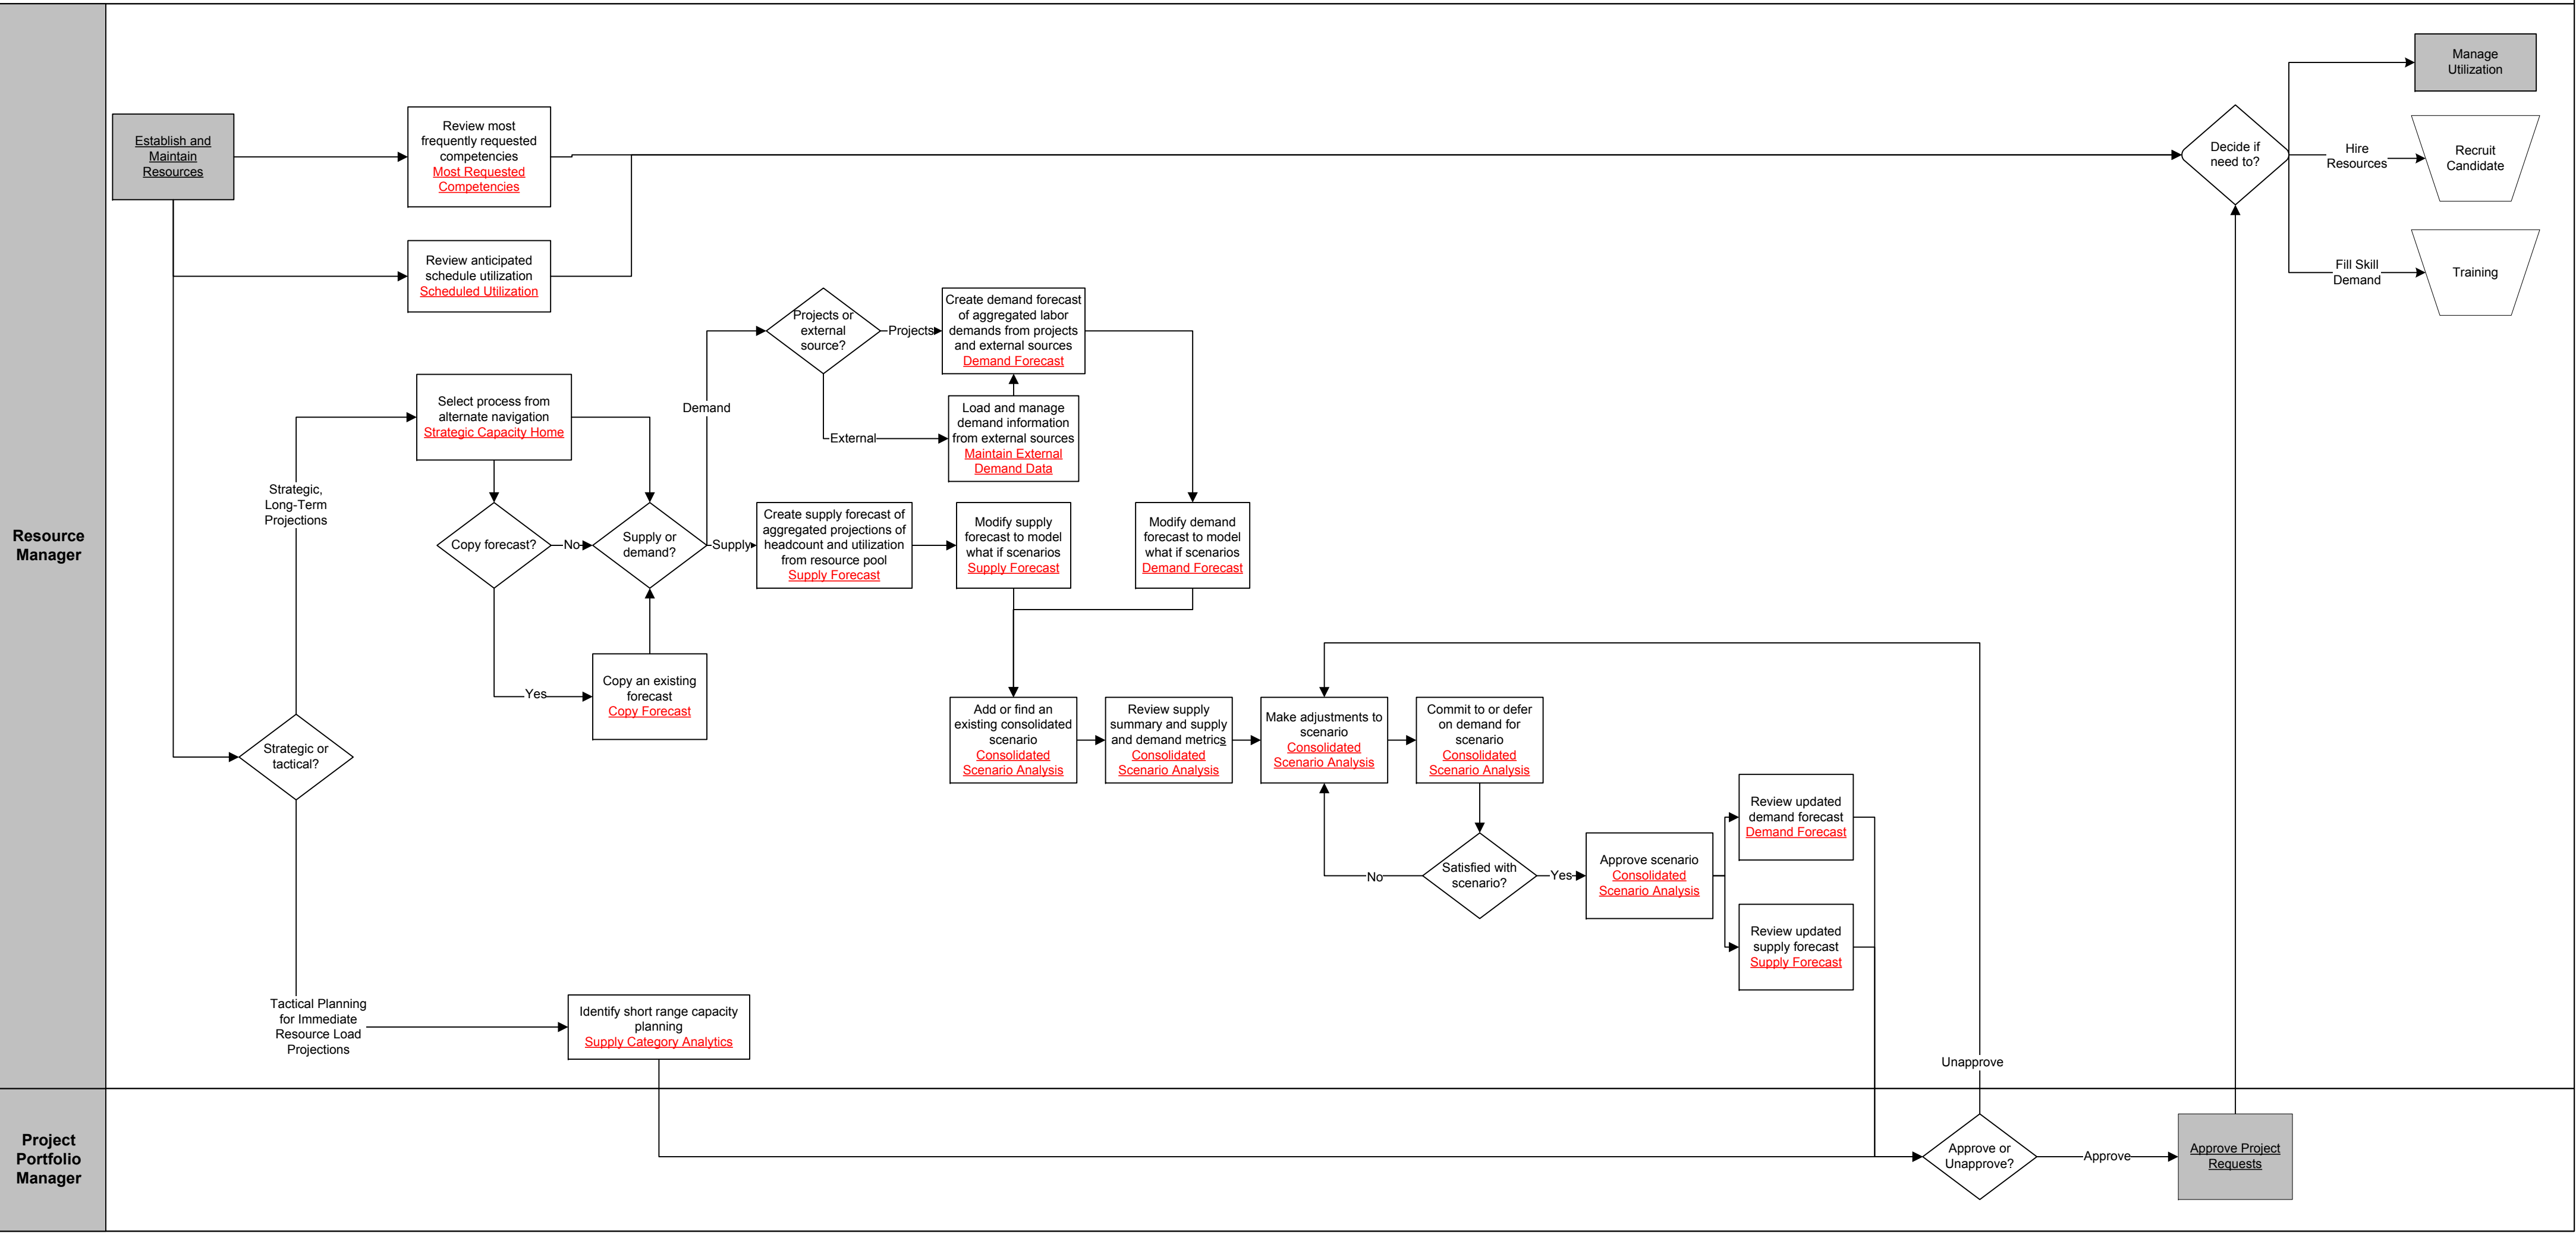 Resource
Manager
Project
Portfolio
Manager
Establish and
Maintain
Resources
Review most
frequently requested
competencies
Most Requested
Competencies
Review anticipated
schedule utilization
Scheduled Utilization
Decide if
need to?
Manage
Utilization
Hire
Resources
Recruit
Candidate
Fill Skill
Demand
Training
Strategic or
tactical?
Strategic,
Long-Term
Projections
Select process from
alternate navigation
Strategic Capacity Home
Copy forecast?
No
Yes
Copy an existing
forecast
Copy Forecast
Supply or
demand?
Demand
Projects or
external
source?
Projects
External
Create demand forecast
of aggregated labor
demands from projects
and external sources
Demand Forecast
Load and manage
demand information
from external sources
Maintain External
Demand Data
Supply
Create supply forecast of
aggregated projections of
headcount and utilization
from resource pool
Supply Forecast
Modify supply
forecast to model
what if scenarios
Supply Forecast
Modify demand
forecast to model
what if scenarios
Demand Forecast
Add or find an
existing consolidated
scenario
Consolidated
Scenario Analysis
Review supply
summary and supply
and demand metrics
Consolidated
Scenario Analysis
Make adjustments to
scenario
Consolidated
Scenario Analysis
Commit to or defer
on demand for
scenario
Consolidated
Scenario Analysis
Satisfied with
scenario?
No
Yes
Approve scenario
Consolidated
Scenario Analysis
Review updated
demand forecast
Demand Forecast
Review updated
supply forecast
Supply Forecast
Tactical Planning
for Immediate
Resource Load
Projections
Identify short range capacity
planning
Supply Category Analytics
Unapprove
Approve or
Unapprove?
Approve
Approve Project
Requests